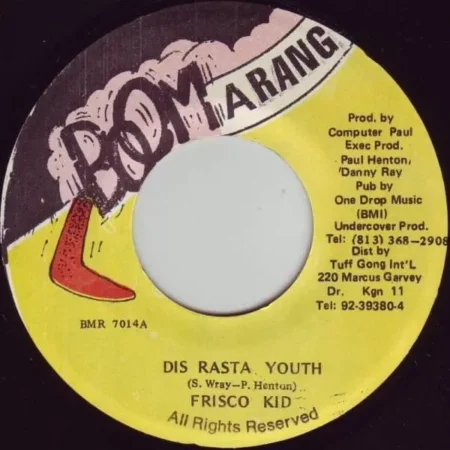 BOOM
A RANG
Prod. by
Computer Paul
Exec Prod.
Paul Henton,
'Danny Ray
Pub by
One Drop Music
(BMI)
Undercover Prod.
Tel: (813) 368-2908
Dist by
Tuff Gong Int'L
220 Marcus Garvey
Dr. Kgn 11
Tel: 92-39380-4
BMR 7014A
DIS RASTA YOUTH
(S. Wray--P. Henton)
FRISCO KID
All Rights Reserved